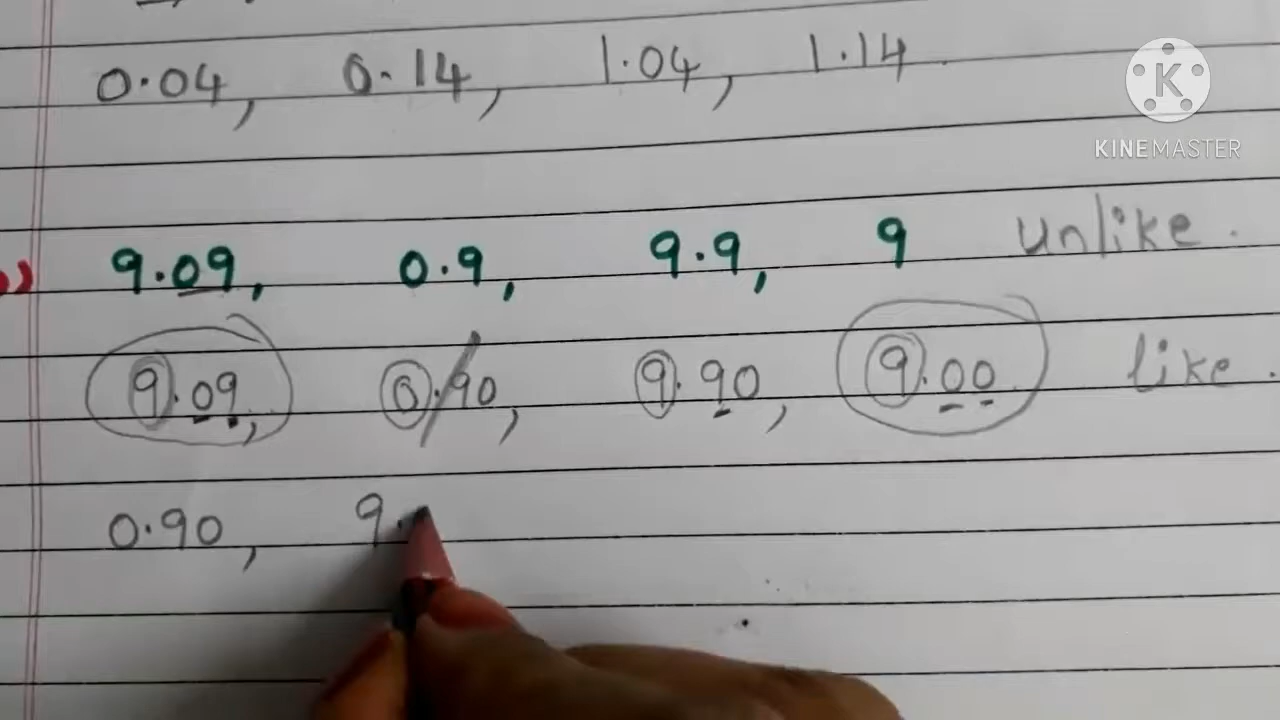 0.04, 0.14, 1.04, 1.14.
KINEMASTER
9.09, 0.9, 9.9, 9 unlike.
9.09, 0.90, 9.90, 9.00 like.
0.90, 9.